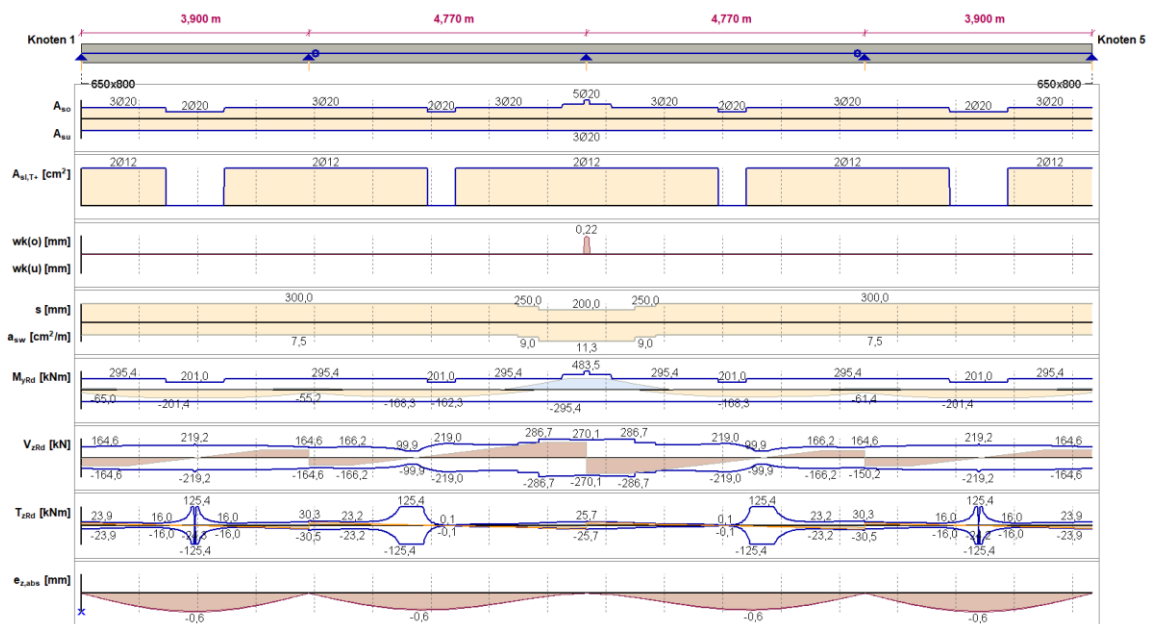 3,900 m 4,770 m 4,770 m 3,900 m
Knoten 1 Knoten 5
650x800 650x800
Aso 3Ø20 2Ø20 3Ø20 2Ø20 3Ø20 5Ø20 3Ø20 2Ø20 3Ø20 2Ø20 3Ø20
Asu 3Ø20
Asl,T+ [cm²] 2Ø12 2Ø12 2Ø12 2Ø12 2Ø12
wk(o) [mm] 0,22
wk(u) [mm]
s [mm] 300,0 250,0 200,0 250,0 300,0
asw [cm²/m] 7,5 9,0 11,3 9,0 7,5
MyRd [kNm] 295,4 201,0 295,4 201,0 295,4 483,5 295,4 201,0 295,4 201,0 295,4
-65,0 -201,4 -55,2 -168,3 -162,3 -295,4 -168,3 -61,4 -201,4
VzRd [kN] 164,6 219,2 164,6 166,2 99,9 219,0 286,7 270,1 286,7 219,0 99,9 166,2 164,6 219,2 164,6
-164,6 -219,2 -164,6 -166,2 -99,9 -219,0 -286,7 -270,1 -286,7 -219,0 -99,9 -166,2 -150,2 -219,2 -164,6
TzRd [kNm] 23,9 16,0 125,4 16,0 30,3 23,2 125,4 0,1 25,7 0,1 125,4 23,2 30,3 16,0 125,4 16,0 23,9
-23,9 -16,0 -125,4 -16,0 -30,5 -23,2 -125,4 -0,1 -25,7 -0,1 -125,4 -23,2 -30,5 -16,0 -125,4 -16,0 -23,9
ez,abs [mm]
-0,6 -0,6 -0,6 -0,6